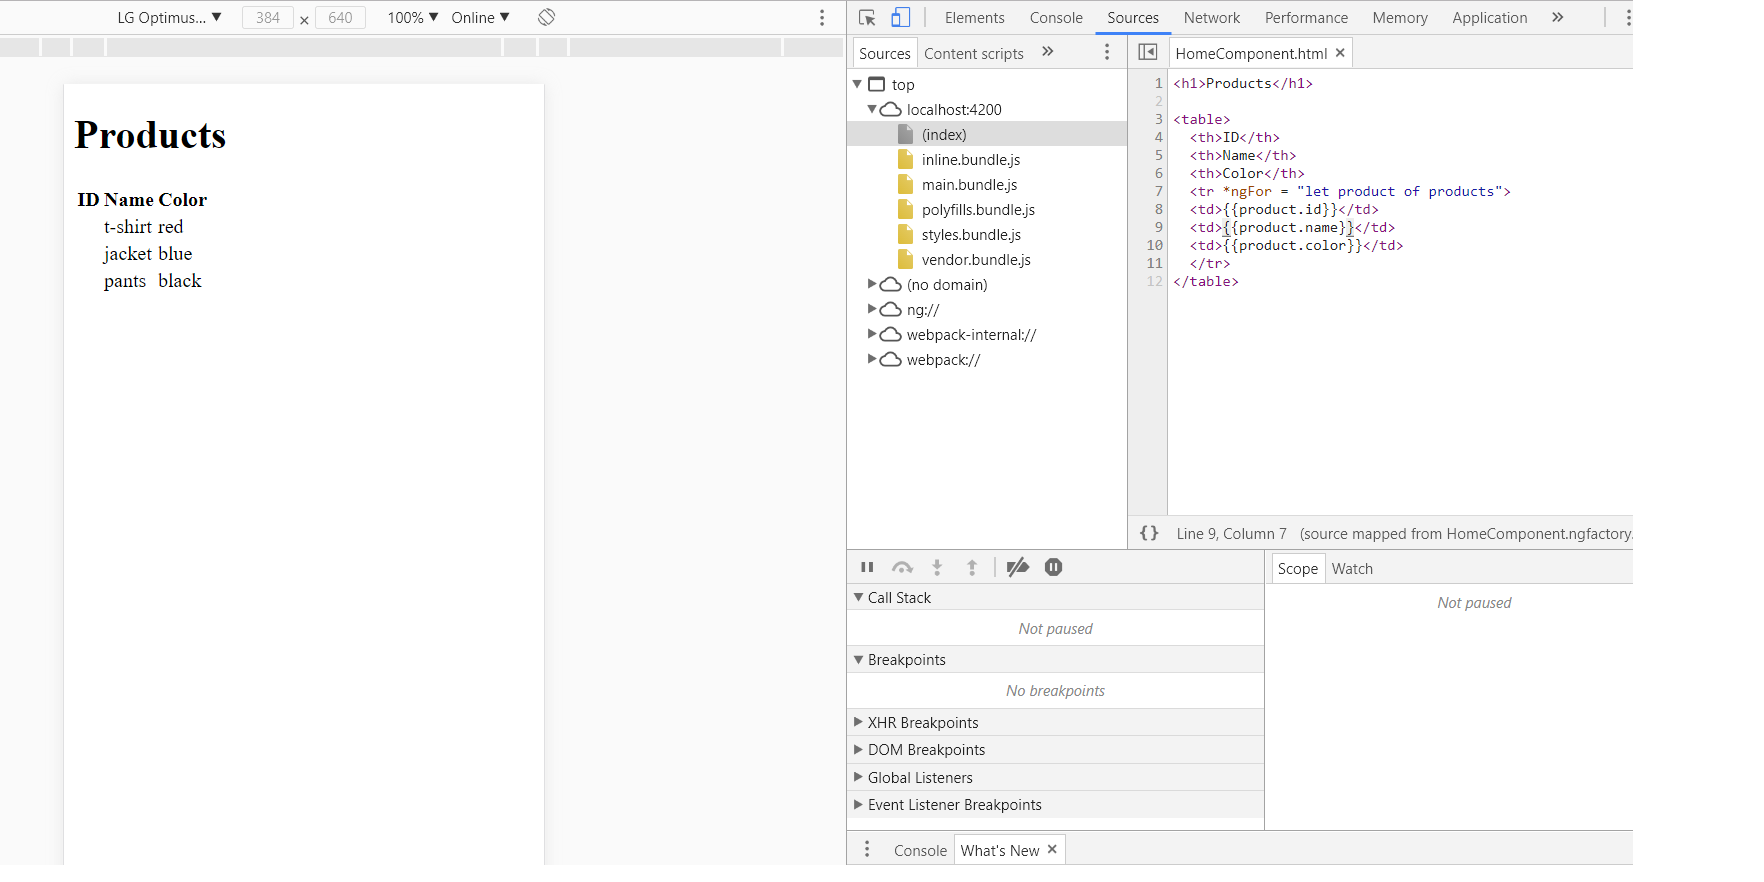 LG Optimus... ▼ 384 × 640 100% ▼ Online ▼
Products
ID Name Color
t-shirt red
jacket blue
pants black
Elements Console Sources Network Performance Memory Application »
Sources Content scripts »
top
localhost:4200
(index)
inline.bundle.js
main.bundle.js
polyfills.bundle.js
styles.bundle.js
vendor.bundle.js
(no domain)
ng://
webpack-internal://
webpack://
HomeComponent.html ×
1 <h1>Products</h1>
2
3 <table>
4 <th>ID</th>
5 <th>Name</th>
6 <th>Color</th>
7 <tr *ngFor = "let product of products">
8 <td>{{product.id}}</td>
9 <td>{{product.name}}</td>
10 <td>{{product.color}}</td>
11 </tr>
12 </table>
{} Line 9, Column 7 (source mapped from HomeComponent.ngfactory.
Call Stack
Not paused
Breakpoints
No breakpoints
XHR Breakpoints
DOM Breakpoints
Global Listeners
Event Listener Breakpoints
Scope Watch
Not paused
Console What's New ×